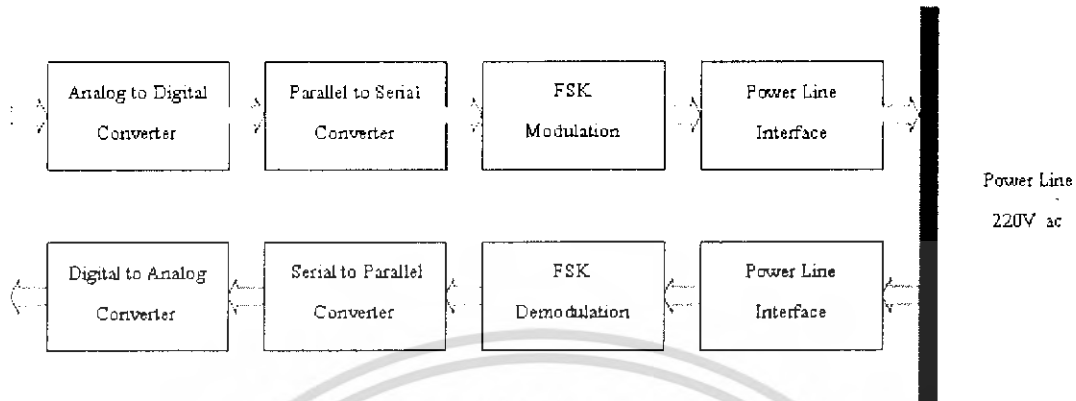 Analog to Digital
Converter
Parallel to Serial
Converter
FSK
Modulation
Power Line
Interface
Power Line
220V ac
Digital to Analog
Converter
Serial to Parallel
Converter
FSK
Demodulation
Power Line
Interface